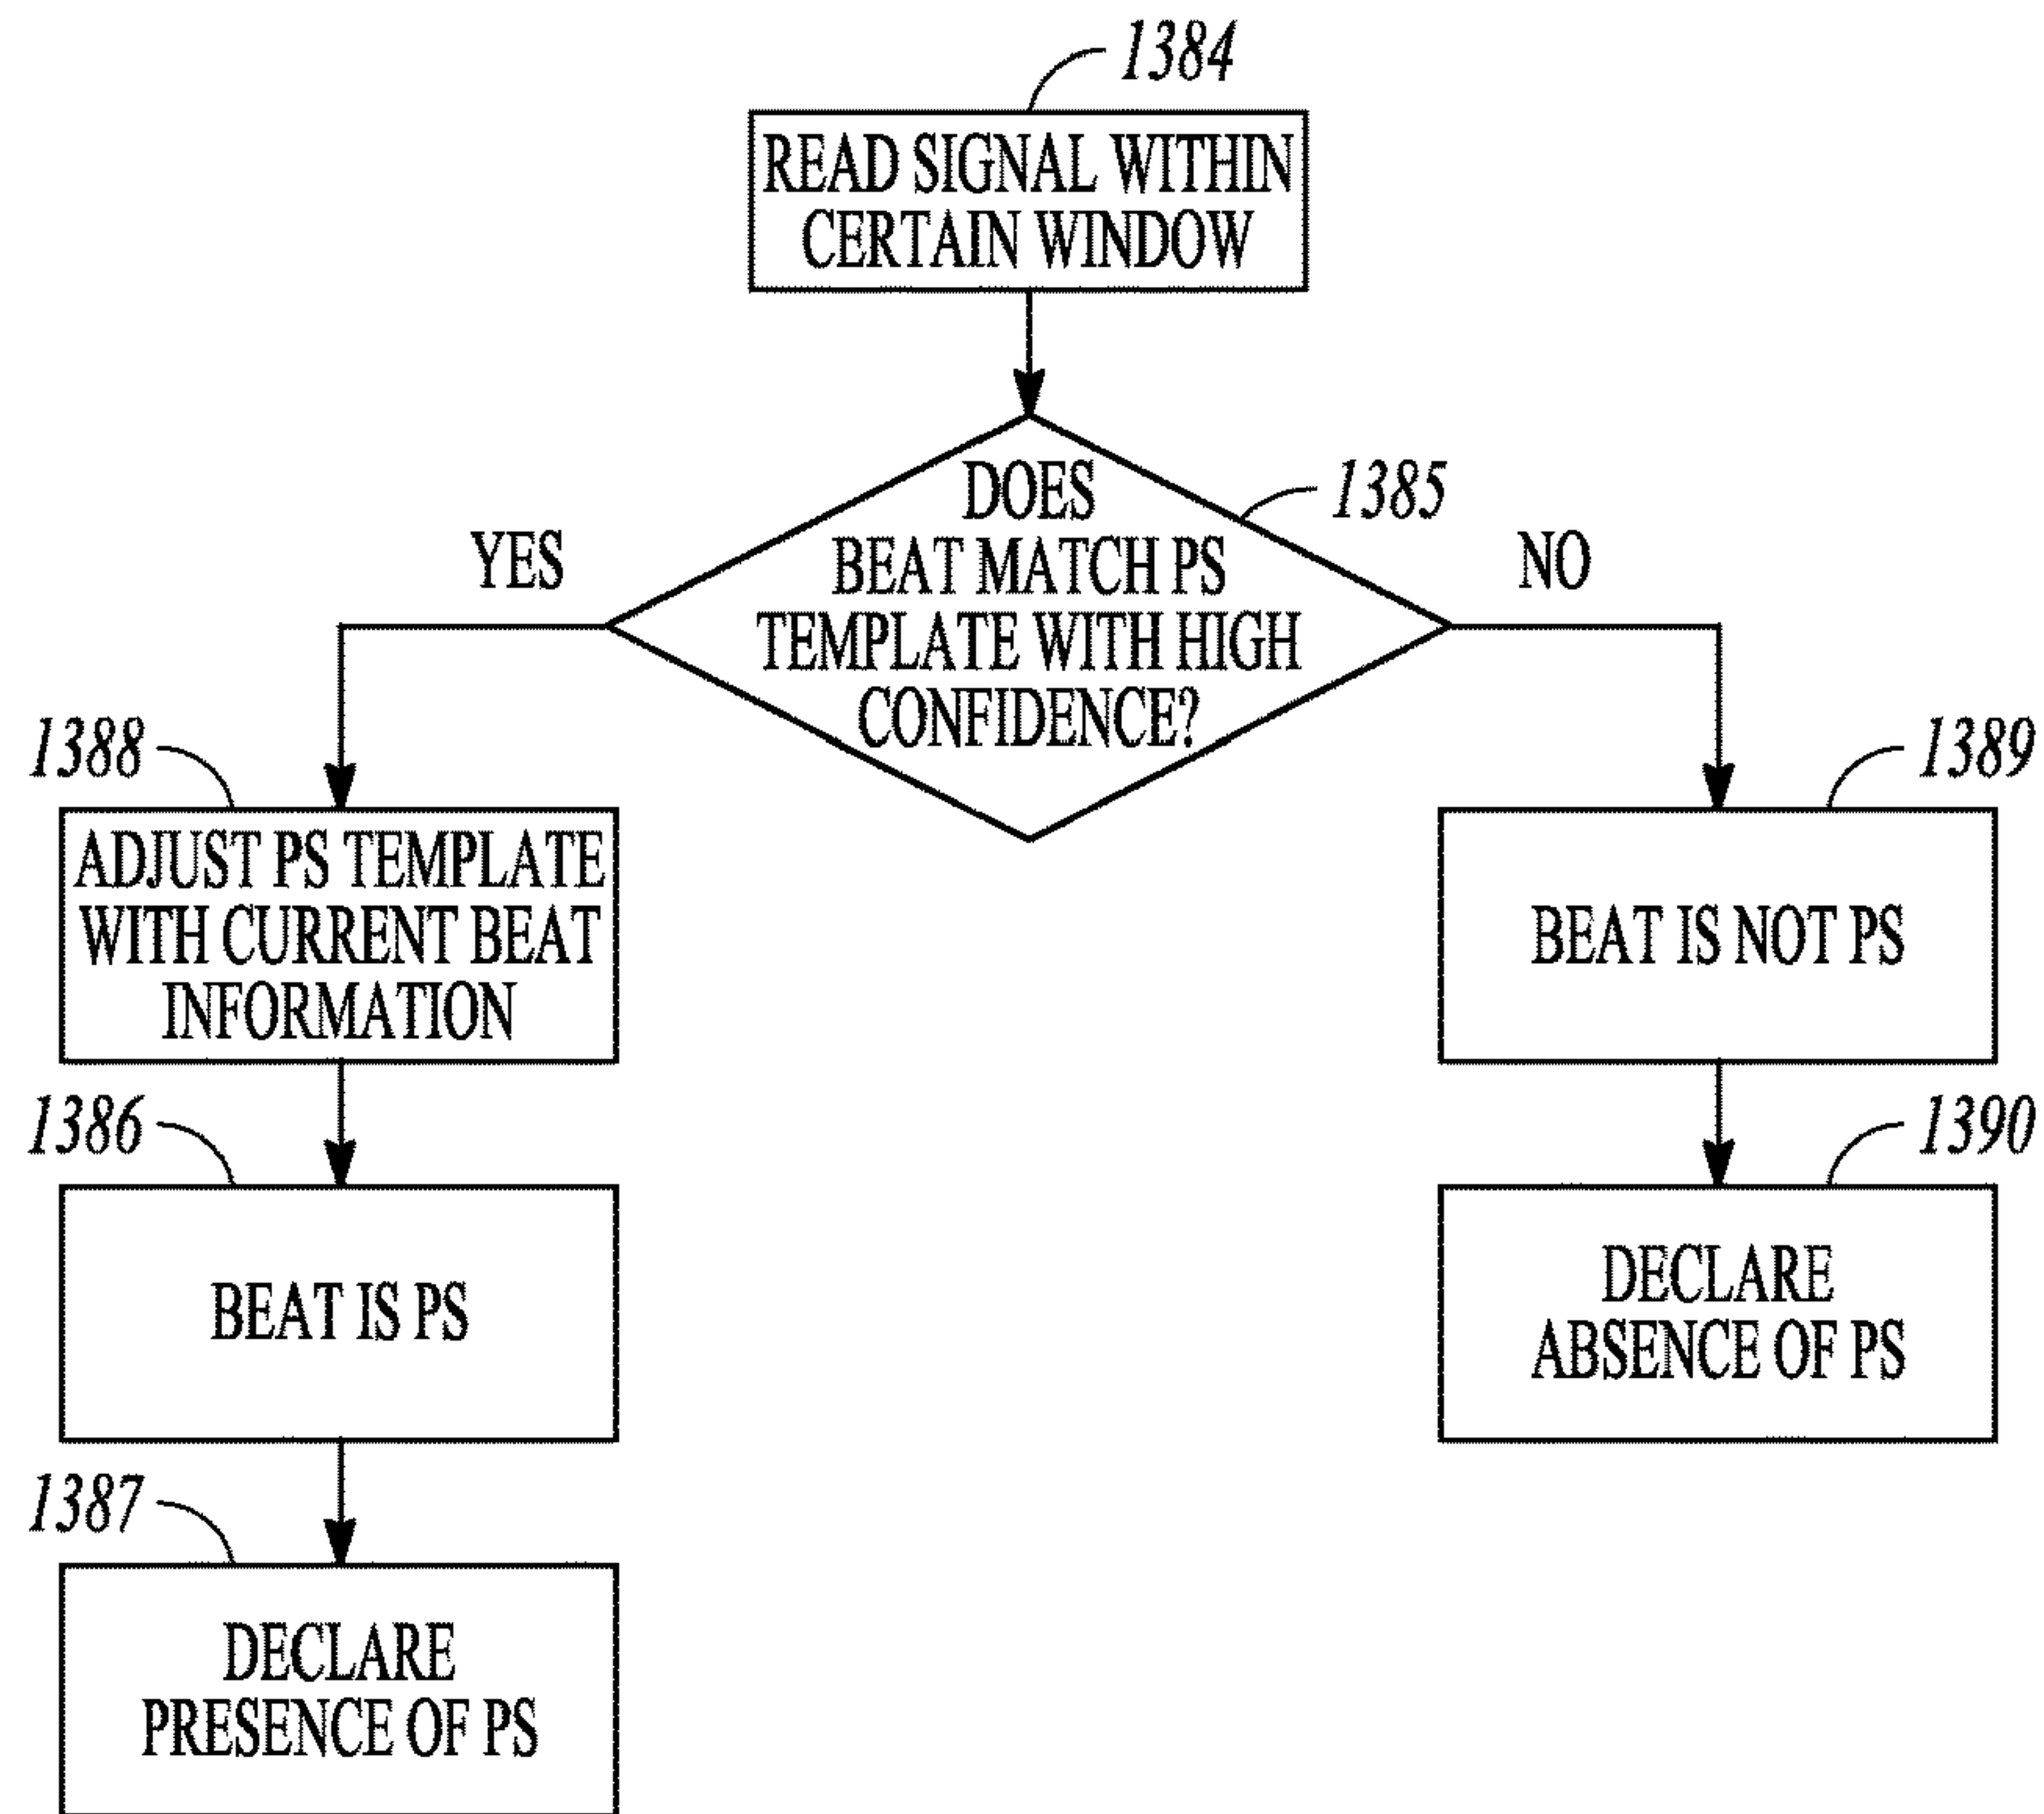 1384
READ SIGNAL WITHIN
CERTAIN WINDOW
1385
DOES
BEAT MATCH PS
TEMPLATE WITH HIGH
CONFIDENCE?
YES
NO
1388
ADJUST PS TEMPLATE
WITH CURRENT BEAT
INFORMATION
1389
BEAT IS NOT PS
1386
BEAT IS PS
1390
DECLARE
ABSENCE OF PS
1387
DECLARE
PRESENCE OF PS